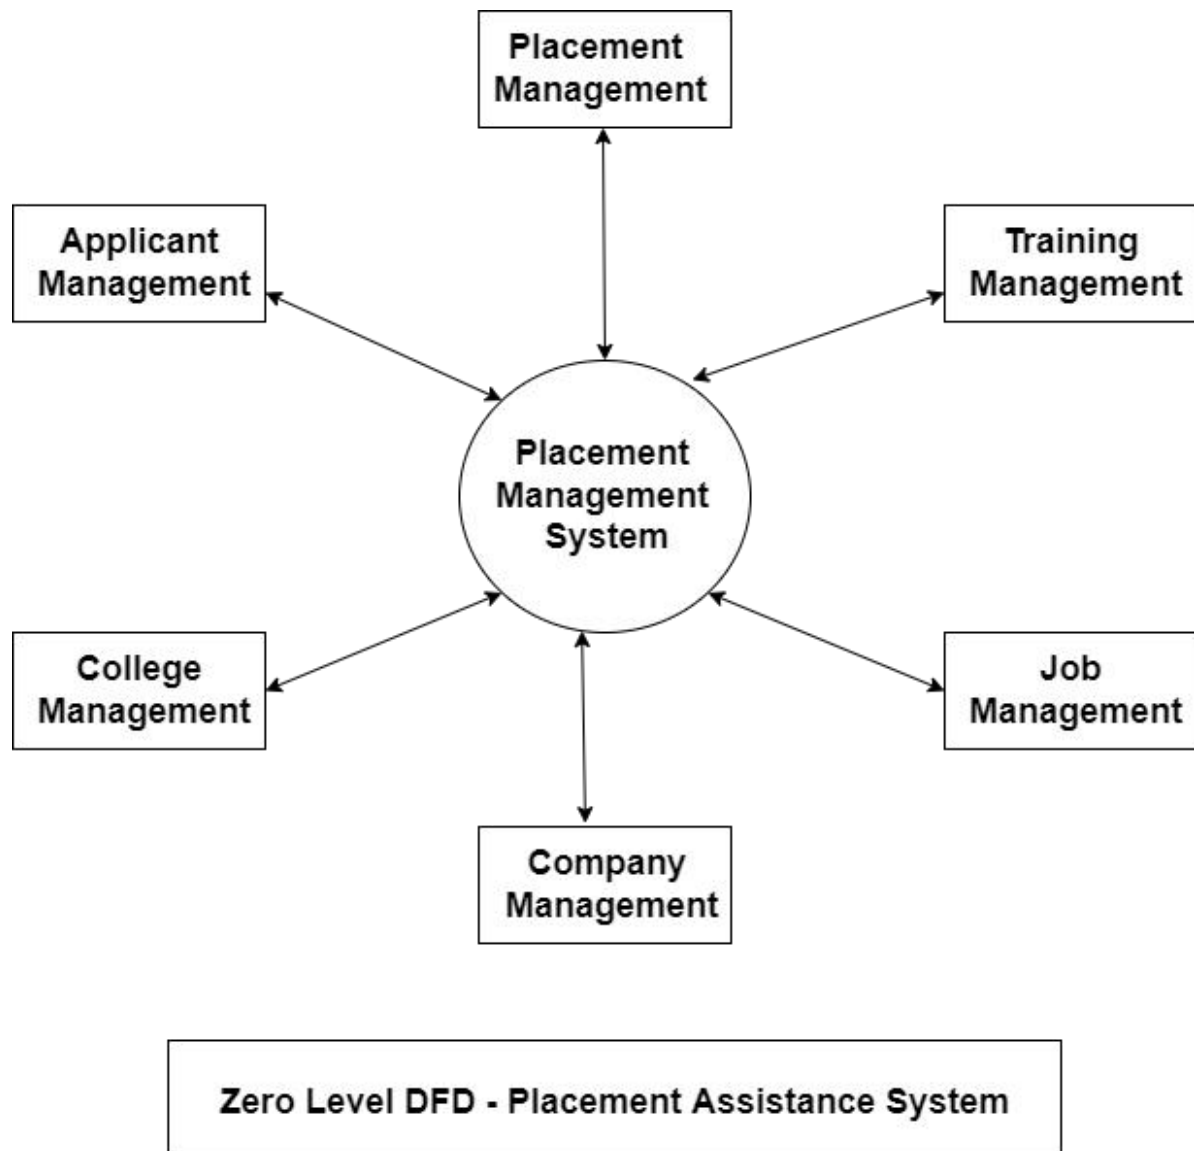 Placement
Management
Applicant
Management
Training
Management
Placement
Management
System
College
Management
Job
Management
Company
Management
Zero Level DFD - Placement Assistance System